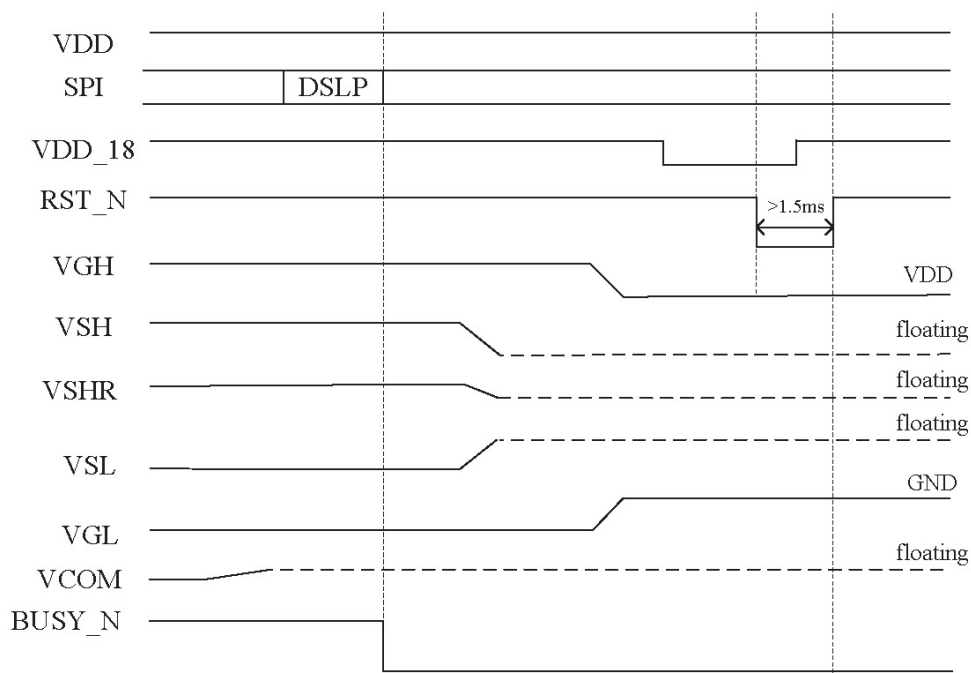 VDD
SPI
DSLP
VDD_18
RST_N
>1.5ms
VGH
VDD
VSH
floating
VSHR
floating
floating
VSL
GND
VGL
floating
VCOM
BUSY_N